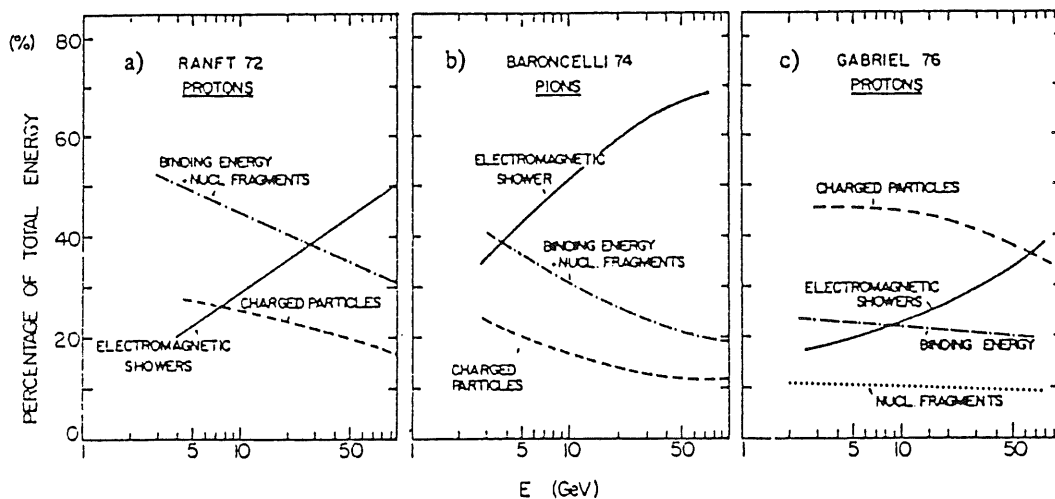 (%)
80
60
40
20
0
PERCENTAGE OF TOTAL ENERGY
a) RANFT 72
PROTONS
BINDING ENERGY
+NUCL. FRAGMENTS
CHARGED PARTICLES
ELECTROMAGNETIC
SHOWERS
1 5 10 50
b) BARONCELLI 74
PIONS
ELECTROMAGNETIC
SHOWER
BINDING ENERGY
+NUCL. FRAGMENTS
CHARGED
PARTICLES
1 5 10 50
c) GABRIEL 76
PROTONS
CHARGED PARTICLES
ELECTROMAGNETIC
SHOWERS
BINDING ENERGY
NUCL. FRAGMENTS
1 5 10 50
E (GeV)